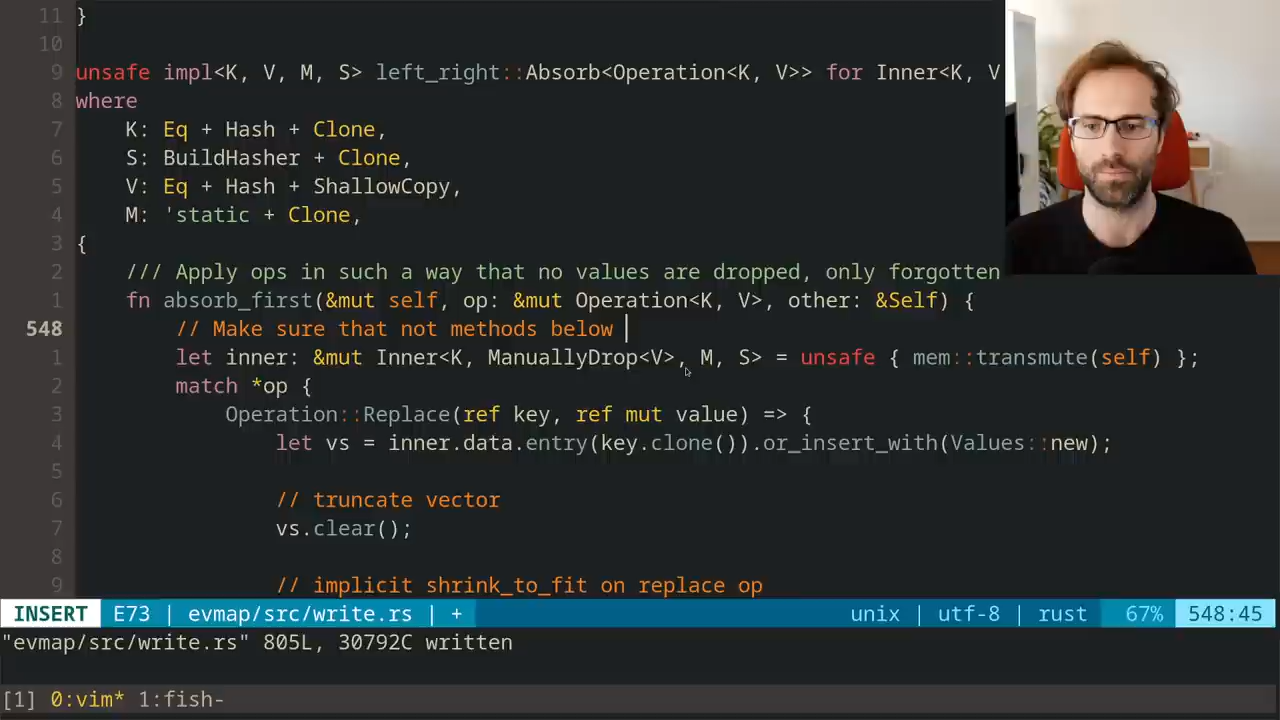 11 }
10
9 unsafe impl<K, V, M, S> left_right::Absorb<Operation<K, V>> for Inner<K, V
8 where
7     K: Eq + Hash + Clone,
6     S: BuildHasher + Clone,
5     V: Eq + Hash + ShallowCopy,
4     M: 'static + Clone,
3 {
2     /// Apply ops in such a way that no values are dropped, only forgotten
1     fn absorb_first(&mut self, op: &mut Operation<K, V>, other: &Self) {
548         // Make sure that not methods below
1         let inner: &mut Inner<K, ManuallyDrop<V>, M, S> = unsafe { mem::transmute(self) };
2         match *op {
3             Operation::Replace(ref key, ref mut value) => {
4                 let vs = inner.data.entry(key.clone()).or_insert_with(Values::new);
5
6                 // truncate vector
7                 vs.clear();
8
9                 // implicit shrink_to_fit on replace op
INSERT E73 | evmap/src/write.rs | + unix | utf-8 | rust 67% 548:45
"evmap/src/write.rs" 805L, 30792C written
[1] 0:vim* 1:fish-